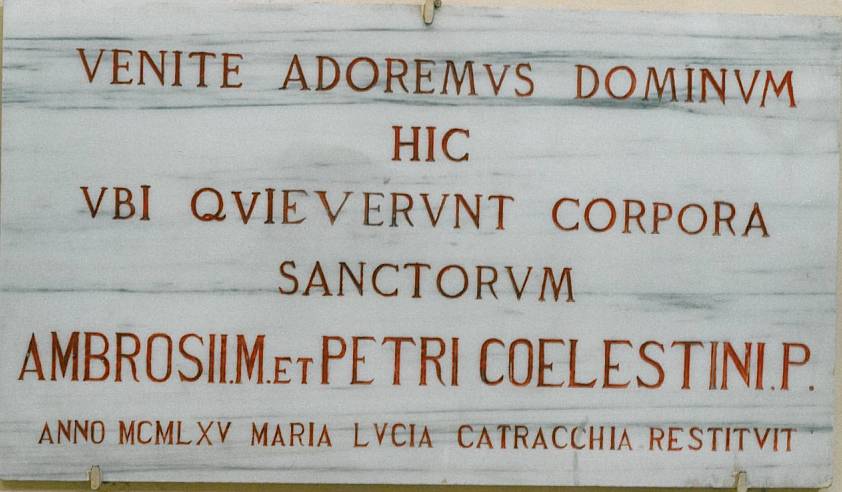 VENITE ADOREMVS DOMINVM
HIC
VBI QVIEVERVNT CORPORA
SANCTORVM
AMBROSII.M.ET PETRI COELESTINI.P.
ANNO MCMLXV MARIA LVCIA CATRACCHIA RESTITVIT